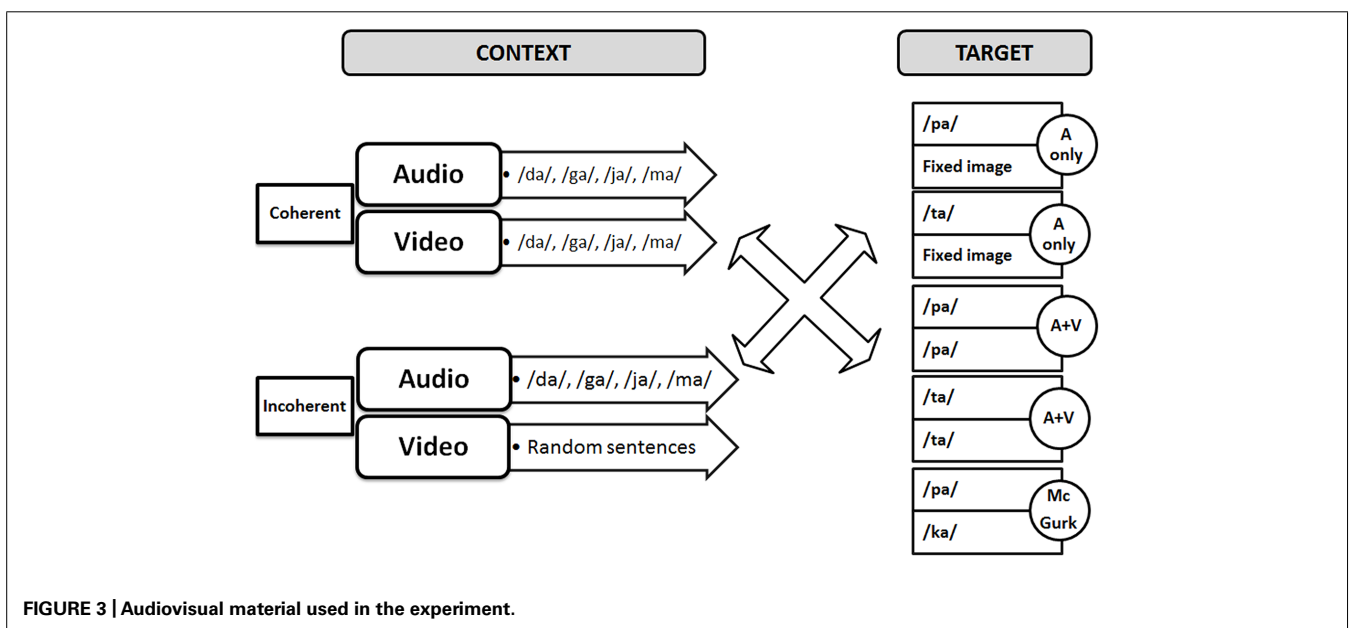 CONTEXT
TARGET
Coherent
Audio
• /da/, /ga/, /ja/, /ma/
Video
• /da/, /ga/, /ja/, /ma/
Incoherent
Audio
• /da/, /ga/, /ja/, /ma/
Video
• Random sentences
/pa/
Fixed image
A
only
/ta/
Fixed image
A
only
/pa/
/pa/
A+V
/ta/
/ta/
A+V
/pa/
/ka/
Mc
Gurk
FIGURE 3 | Audiovisual material used in the experiment.